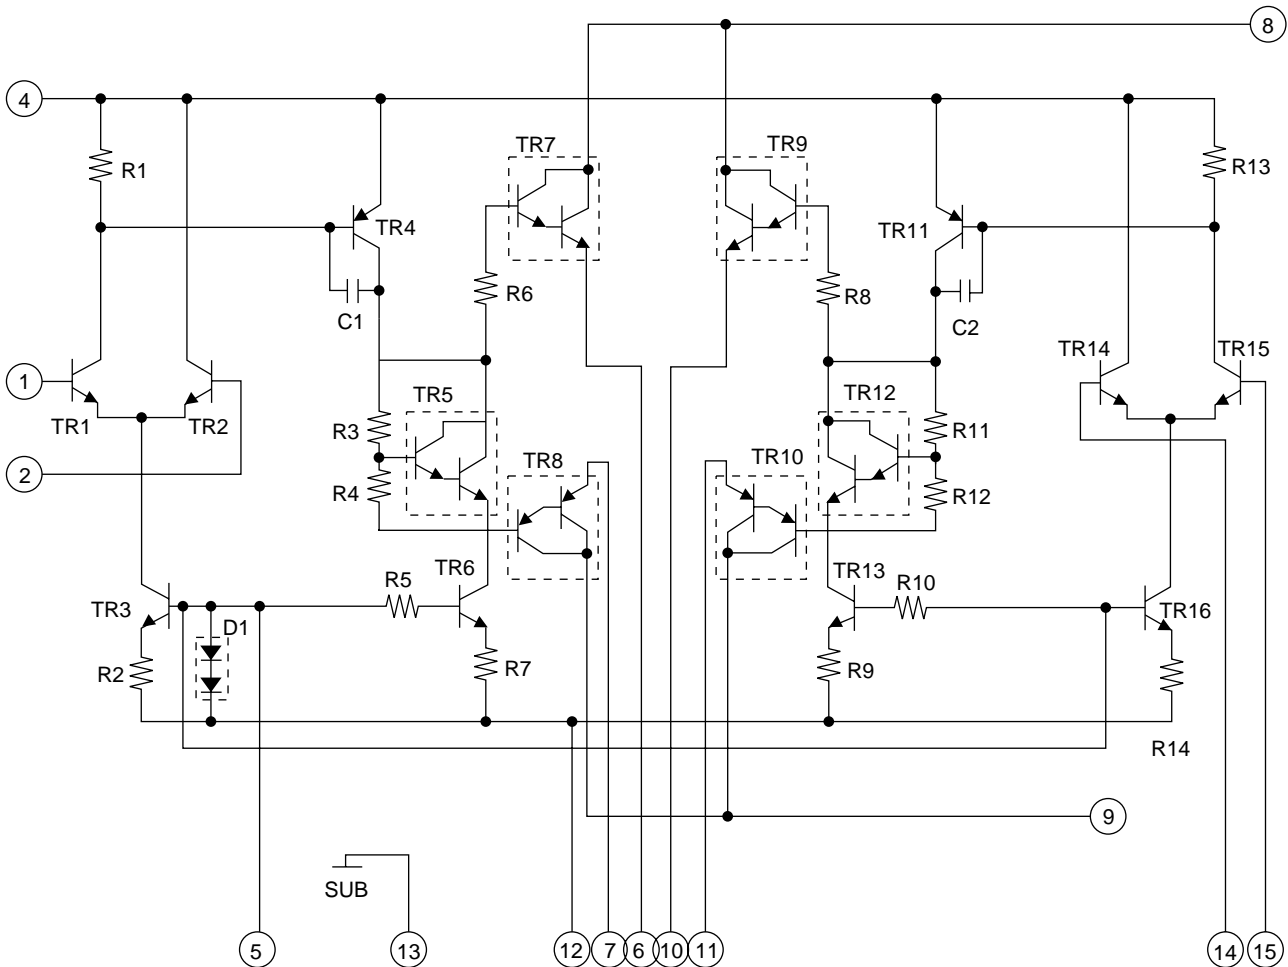 8
4
TR7 TR9
R1 R13
TR4 TR11
R6 R8
C1 C2
TR14 TR15
1
TR5 TR12
TR1 TR2 R3 R11
TR8 TR10
2
R4 R12
TR6 TR13
R5 R10
TR3 TR16
D1
R2 R7 R9
R14
9
SUB
5 13 12 7 6 10 11 14 15